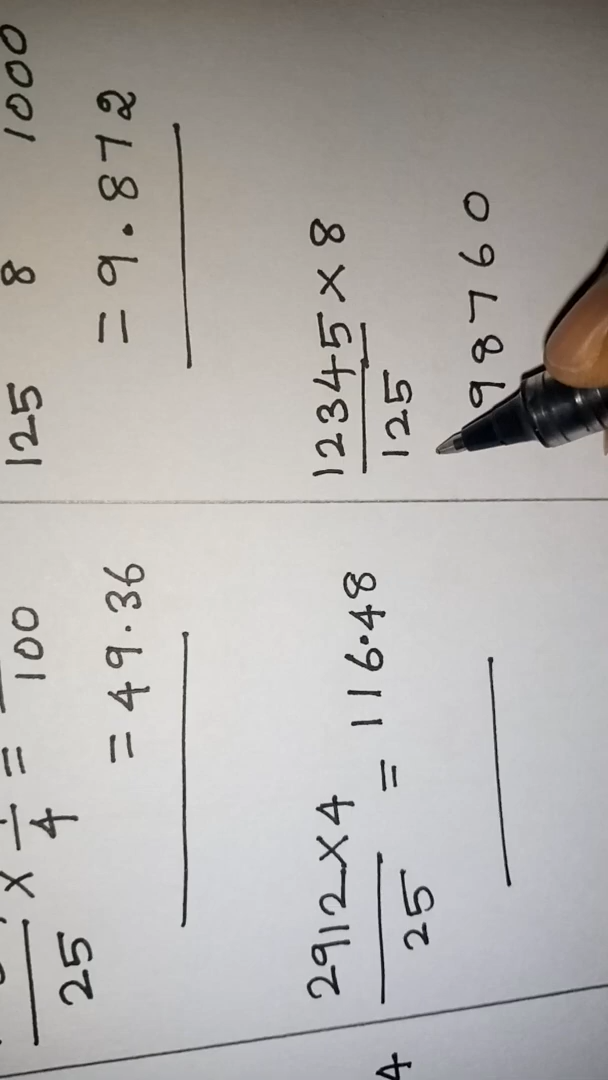 25 × 1/4 = 100
= 49.36
2912 × 4
25
= 116.48
4
125 8 1000
= 9.872
12345 × 8
125
98760